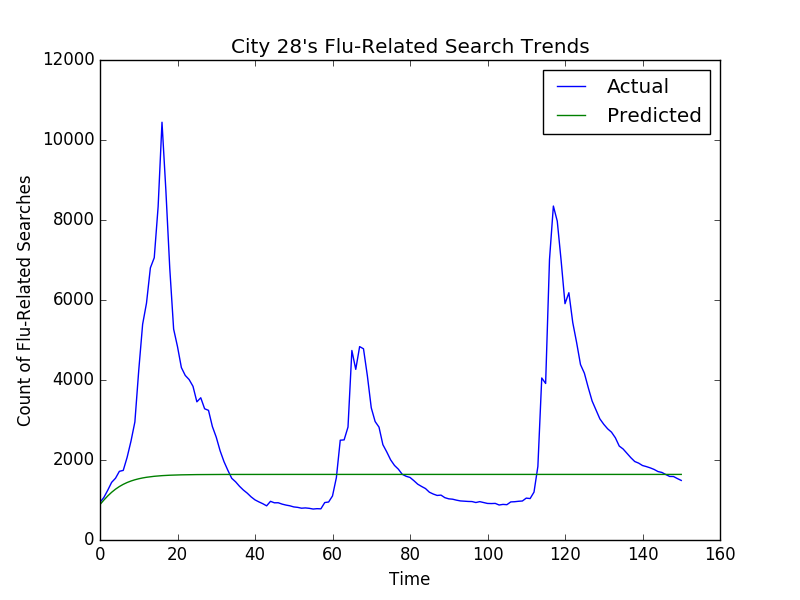 City 28's Flu-Related Search Trends
Actual
Predicted
Count of Flu-Related Searches
12000
10000
8000
6000
4000
2000
0
0 20 40 60 80 100 120 140 160
Time